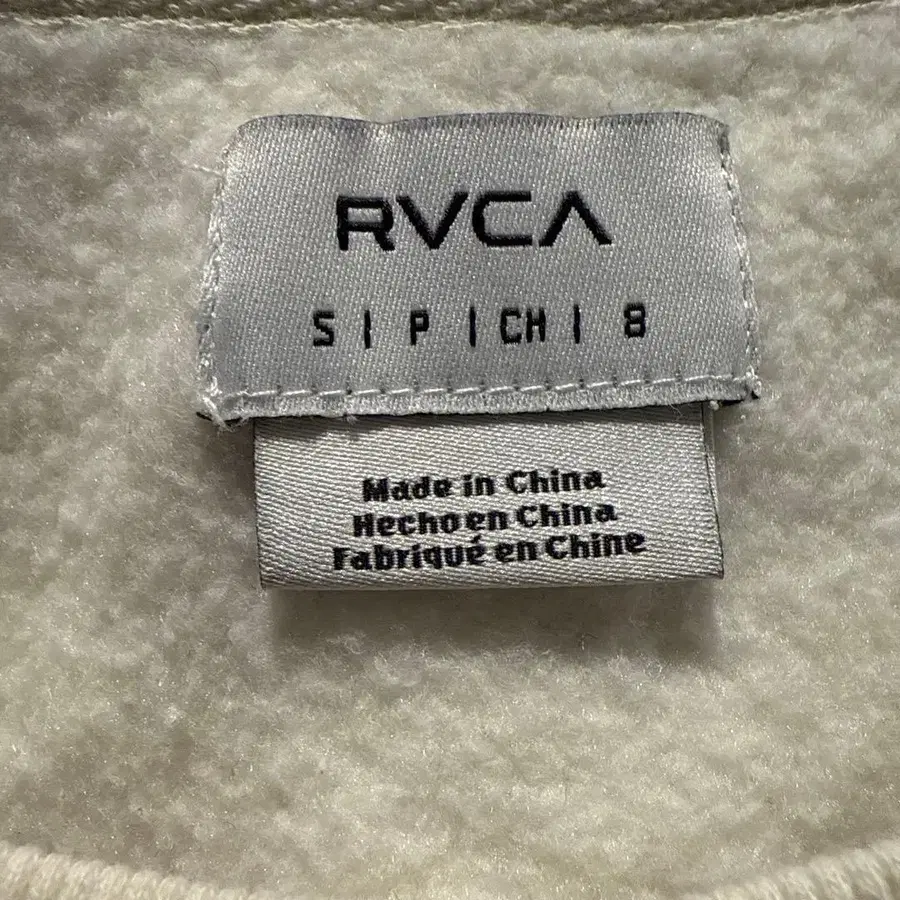 RVCA
S | P | CH | 8
Made in China
Hecho en China
Fabriqué en Chine